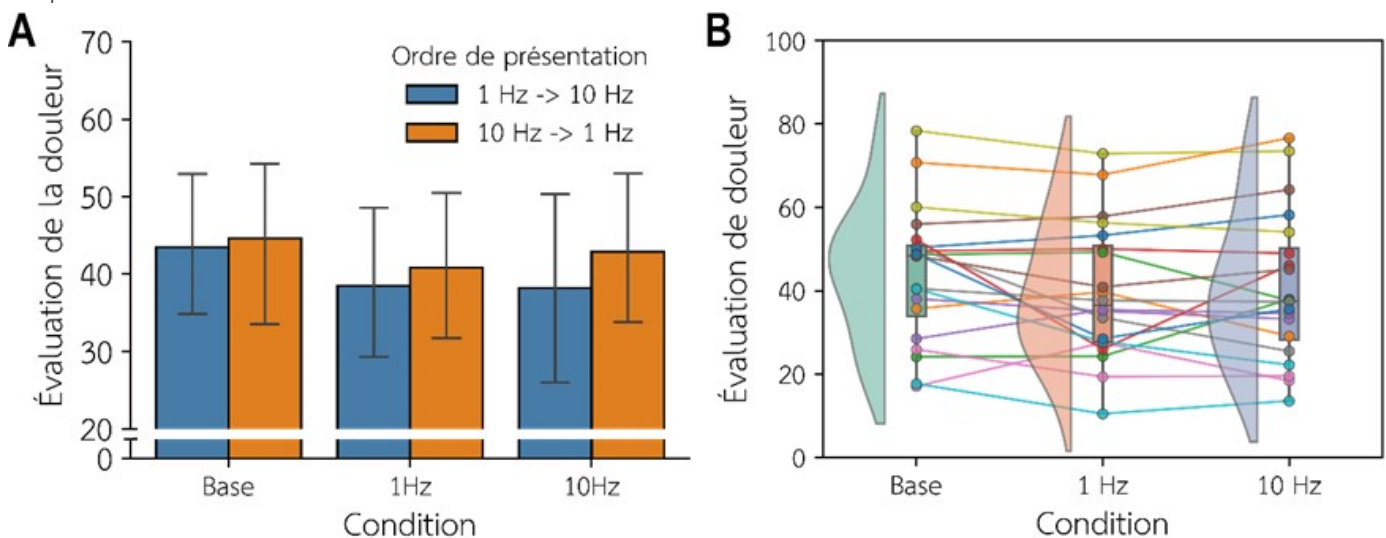 A
Évaluation de la douleur
70
60
50
40
30
20
0
Ordre de présentation
1 Hz -> 10 Hz
10 Hz -> 1 Hz
Base
1Hz
10Hz
Condition
B
Évaluation de douleur
100
80
60
40
20
0
Base
1 Hz
10 Hz
Condition